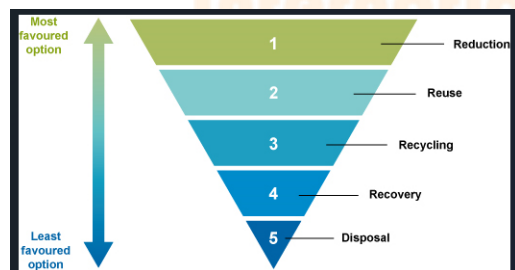 Most
favoured
option
1
Reduction
2
Reuse
3
Recycling
4
Recovery
Least
favoured
option
5
Disposal